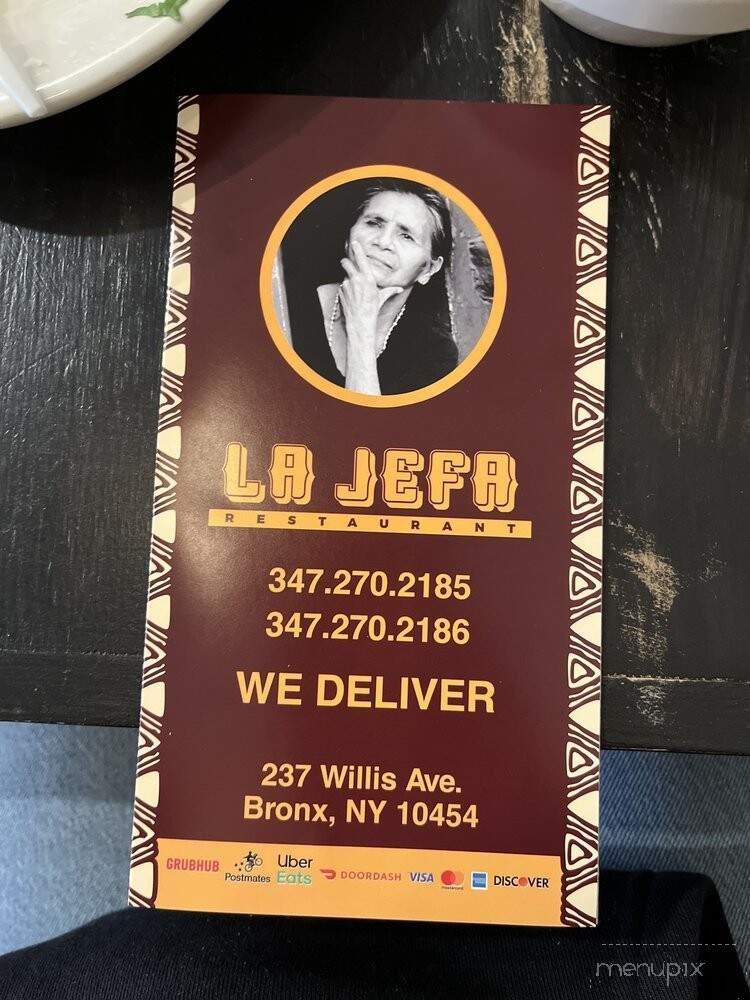 LA JEFA
RESTAURANT
347.270.2185
347.270.2186
WE DELIVER
237 Willis Ave.
Bronx, NY 10454
GRUBHUB Postmates Uber Eats DOORDASH VISA mastercard DISCOVER
menupix